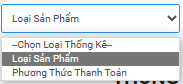 Loại Sản Phẩm
--Chọn Loại Thống Kê--
Loại Sản Phẩm
Phương Thức Thanh Toán